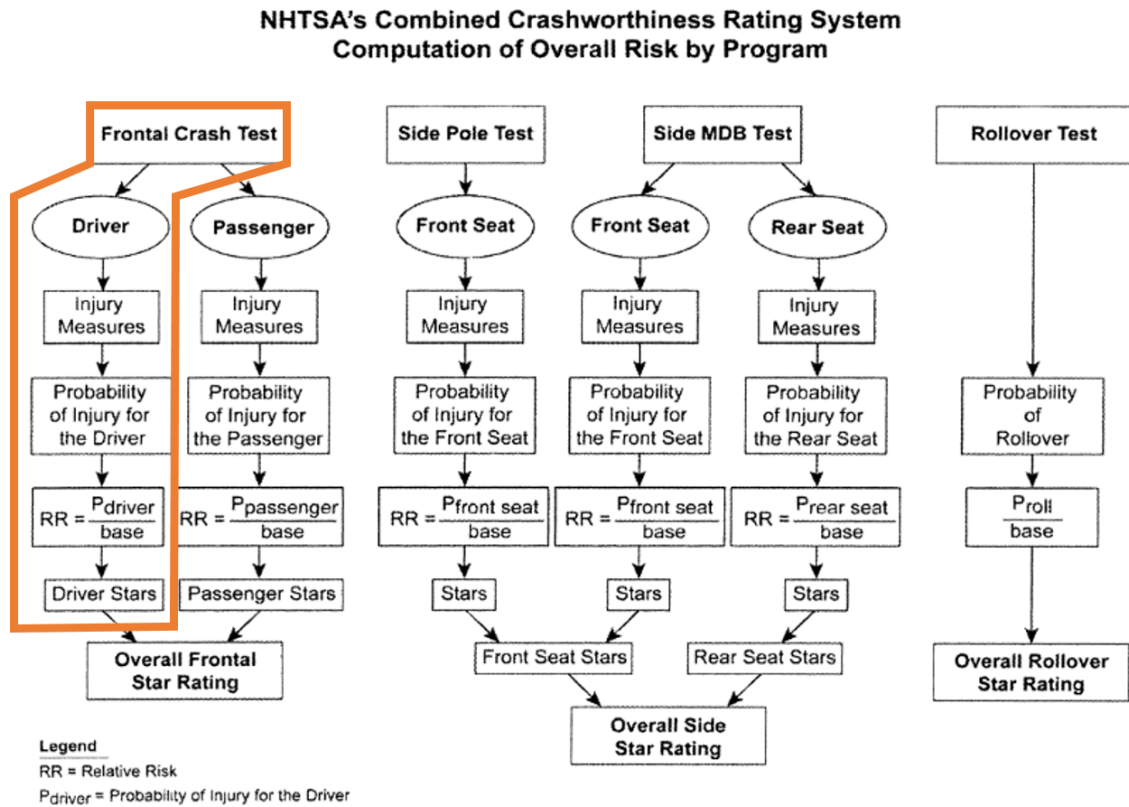 NHTSA's Combined Crashworthiness Rating System
Computation of Overall Risk by Program
Frontal Crash Test
Side Pole Test
Side MDB Test
Rollover Test
Driver
Passenger
Front Seat
Front Seat
Rear Seat
Injury
Measures
Injury
Measures
Injury
Measures
Injury
Measures
Injury
Measures
Probability
of Injury for
the Driver
Probability
of Injury for
the Passenger
Probability
of Injury for
the Front Seat
Probability
of Injury for
the Front Seat
Probability
of Injury for
the Rear Seat
Probability
of
Rollover
RR = Pdriver
base
RR = Ppassenger
base
RR = Pfront seat
base
RR = Pfront seat
base
RR = Prear seat
base
Proll
base
Driver Stars
Passenger Stars
Stars
Stars
Stars
Front Seat Stars
Rear Seat Stars
Overall Frontal
Star Rating
Overall Side
Star Rating
Overall Rollover
Star Rating
Legend
RR = Relative Risk
Pdriver = Probability of Injury for the Driver